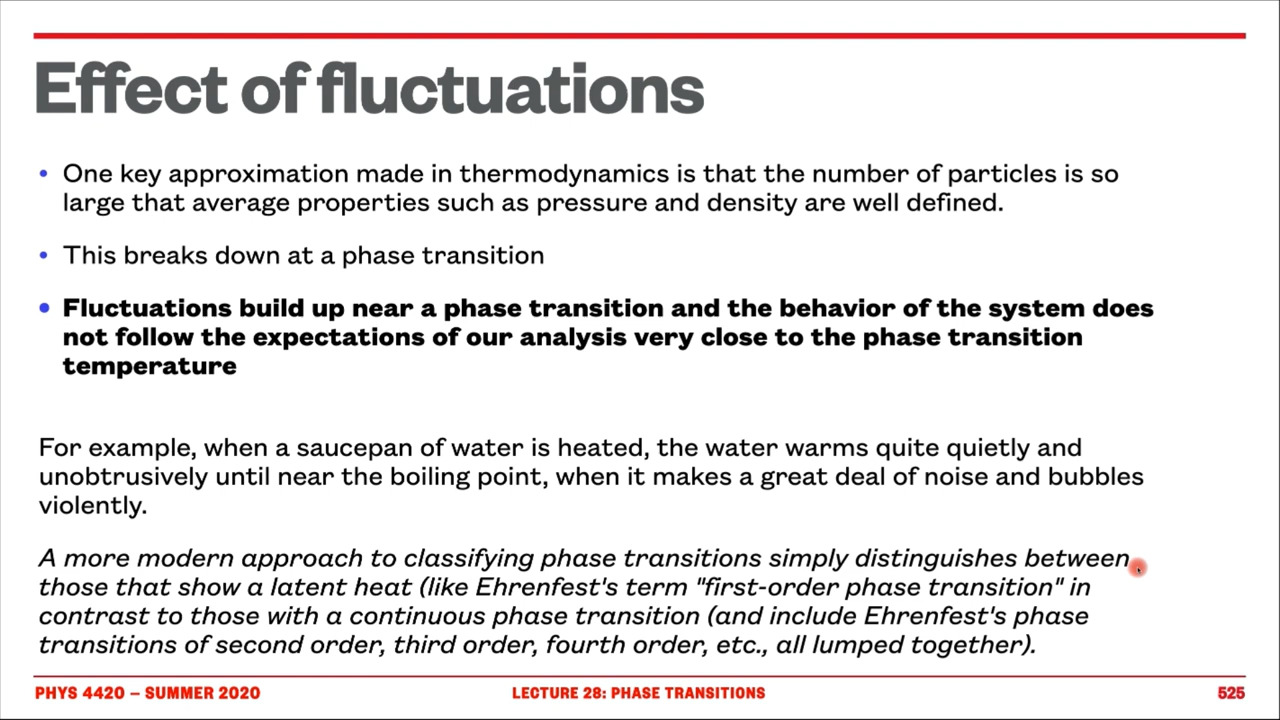 Effect of fluctuations
• One key approximation made in thermodynamics is that the number of particles is so
large that average properties such as pressure and density are well defined.
• This breaks down at a phase transition
• Fluctuations build up near a phase transition and the behavior of the system does
not follow the expectations of our analysis very close to the phase transition
temperature
For example, when a saucepan of water is heated, the water warms quite quietly and
unobtrusively until near the boiling point, when it makes a great deal of noise and bubbles
violently.
A more modern approach to classifying phase transitions simply distinguishes between
those that show a latent heat (like Ehrenfest's term "first-order phase transition" in
contrast to those with a continuous phase transition (and include Ehrenfest's phase
transitions of second order, third order, fourth order, etc., all lumped together).
PHYS 4420 – SUMMER 2020 LECTURE 28: PHASE TRANSITIONS 525